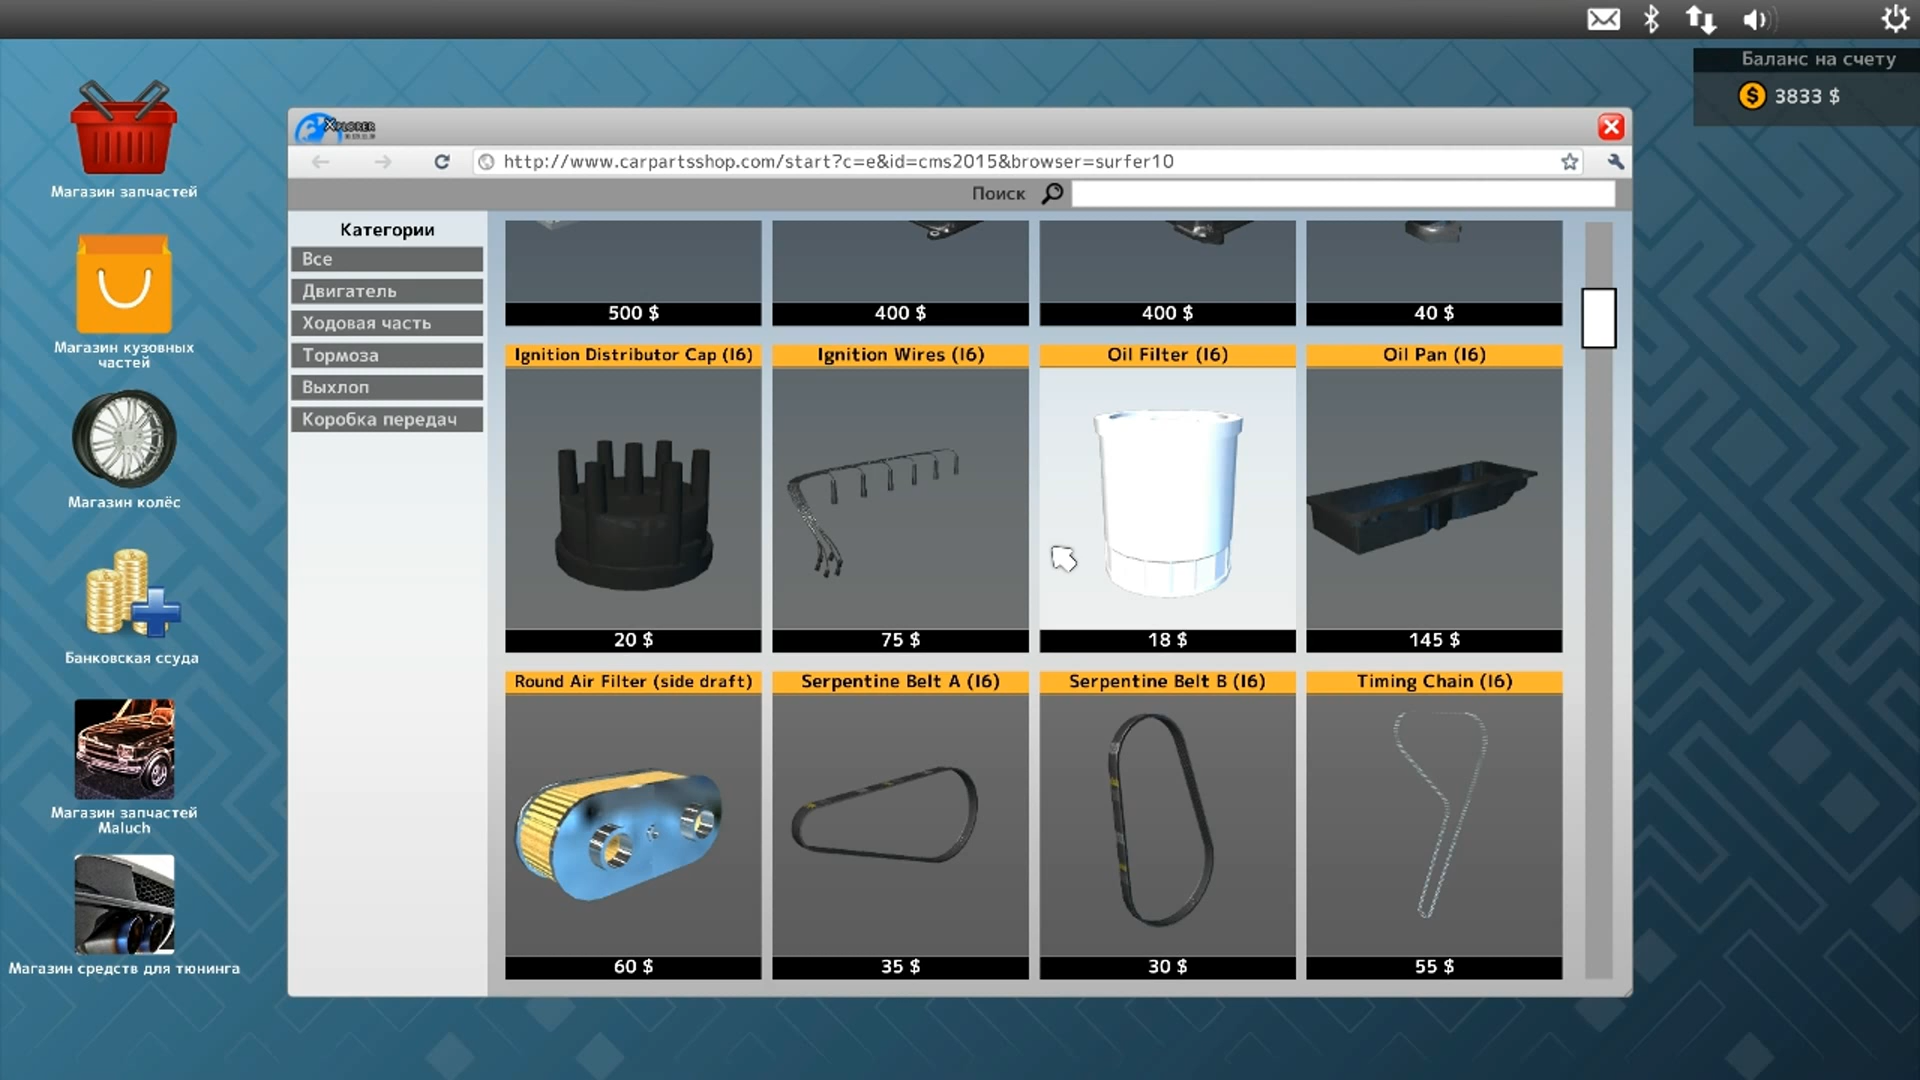 Баланс на счету
3833 $
Магазин запчастей
Магазин кузовных
частей
Магазин колёс
Банковская ссуда
Магазин запчастей
Maluch
Магазин средств для тюнинга
XPLORER
http://www.carpartsshop.com/start?c=e&id=cms2015&browser=surfer10
Поиск
Категории
Все
Двигатель
Ходовая часть
Тормоза
Выхлоп
Коробка передач
500 $
400 $
400 $
40 $
Ignition Distributor Cap (I6)
Ignition Wires (I6)
Oil Filter (I6)
Oil Pan (I6)
20 $
75 $
18 $
145 $
Round Air Filter (side draft)
Serpentine Belt A (I6)
Serpentine Belt B (I6)
Timing Chain (I6)
60 $
35 $
30 $
55 $